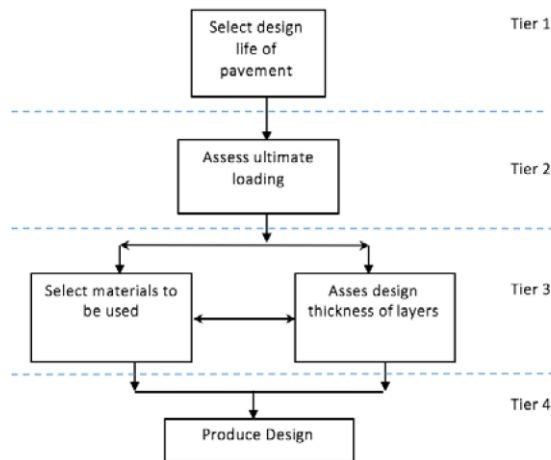 Select design
life of
pavement
Tier 1
Assess ultimate
loading
Tier 2
Select materials to
be used
Asses design
thickness of layers
Tier 3
Produce Design
Tier 4